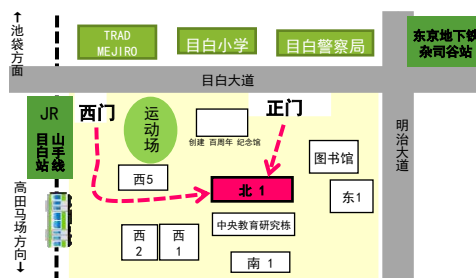 ↑池袋方面
TRAD
MEJIRO
目白小学
目白警察局
东京地下铁
杂司谷站
目白大道
JR
山手线
目白站
西门
运动场
正门
创建 百周年 纪念馆
明治大道
图书馆
西5
北 1
东1
高田马场方向→
中央教育研究栋
西
2
西
1
南 1